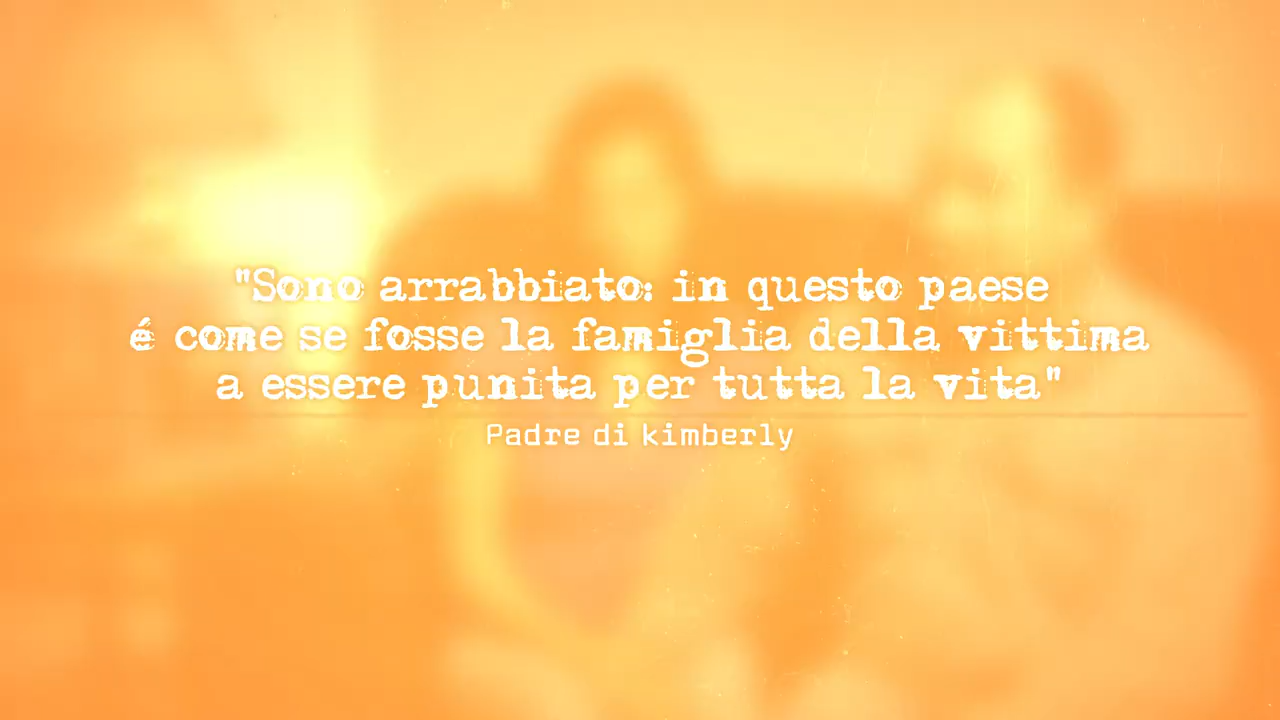 "Sono arrabbiato: in questo paese
é come se fosse la famiglia della vittima
a essere punita per tutta la vita"
Padre di kimberly